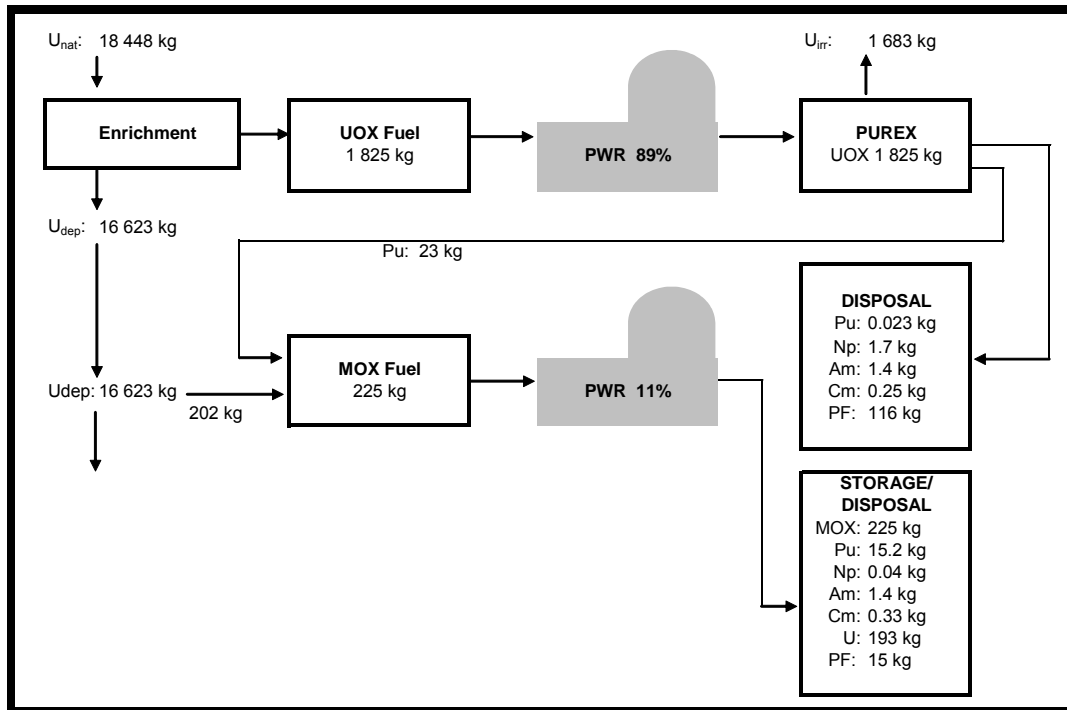 Unat: 18 448 kg
Uirr: 1 683 kg
Enrichment
UOX Fuel
1 825 kg
PWR 89%
PUREX
UOX 1 825 kg
Udep: 16 623 kg
Pu: 23 kg
DISPOSAL
Pu: 0.023 kg
Np: 1.7 kg
Am: 1.4 kg
Cm: 0.25 kg
PF: 116 kg
Udep: 16 623 kg
202 kg
MOX Fuel
225 kg
PWR 11%
STORAGE/
DISPOSAL
MOX: 225 kg
Pu: 15.2 kg
Np: 0.04 kg
Am: 1.4 kg
Cm: 0.33 kg
U: 193 kg
PF: 15 kg